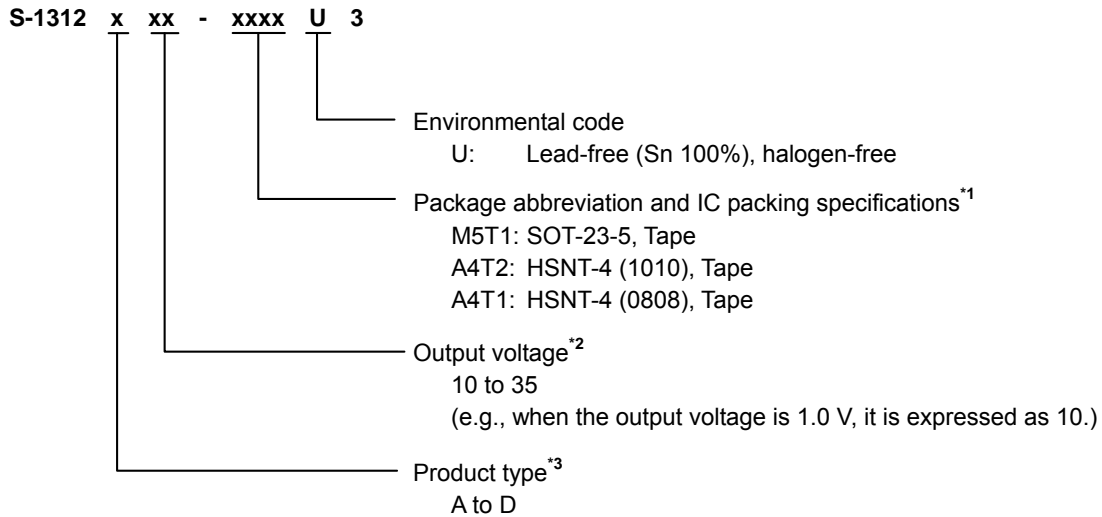 S-1312 x xx - xxxx U 3
Environmental code
U: Lead-free (Sn 100%), halogen-free
Package abbreviation and IC packing specifications*1
M5T1: SOT-23-5, Tape
A4T2: HSNT-4 (1010), Tape
A4T1: HSNT-4 (0808), Tape
Output voltage*2
10 to 35
(e.g., when the output voltage is 1.0 V, it is expressed as 10.)
Product type*3
A to D